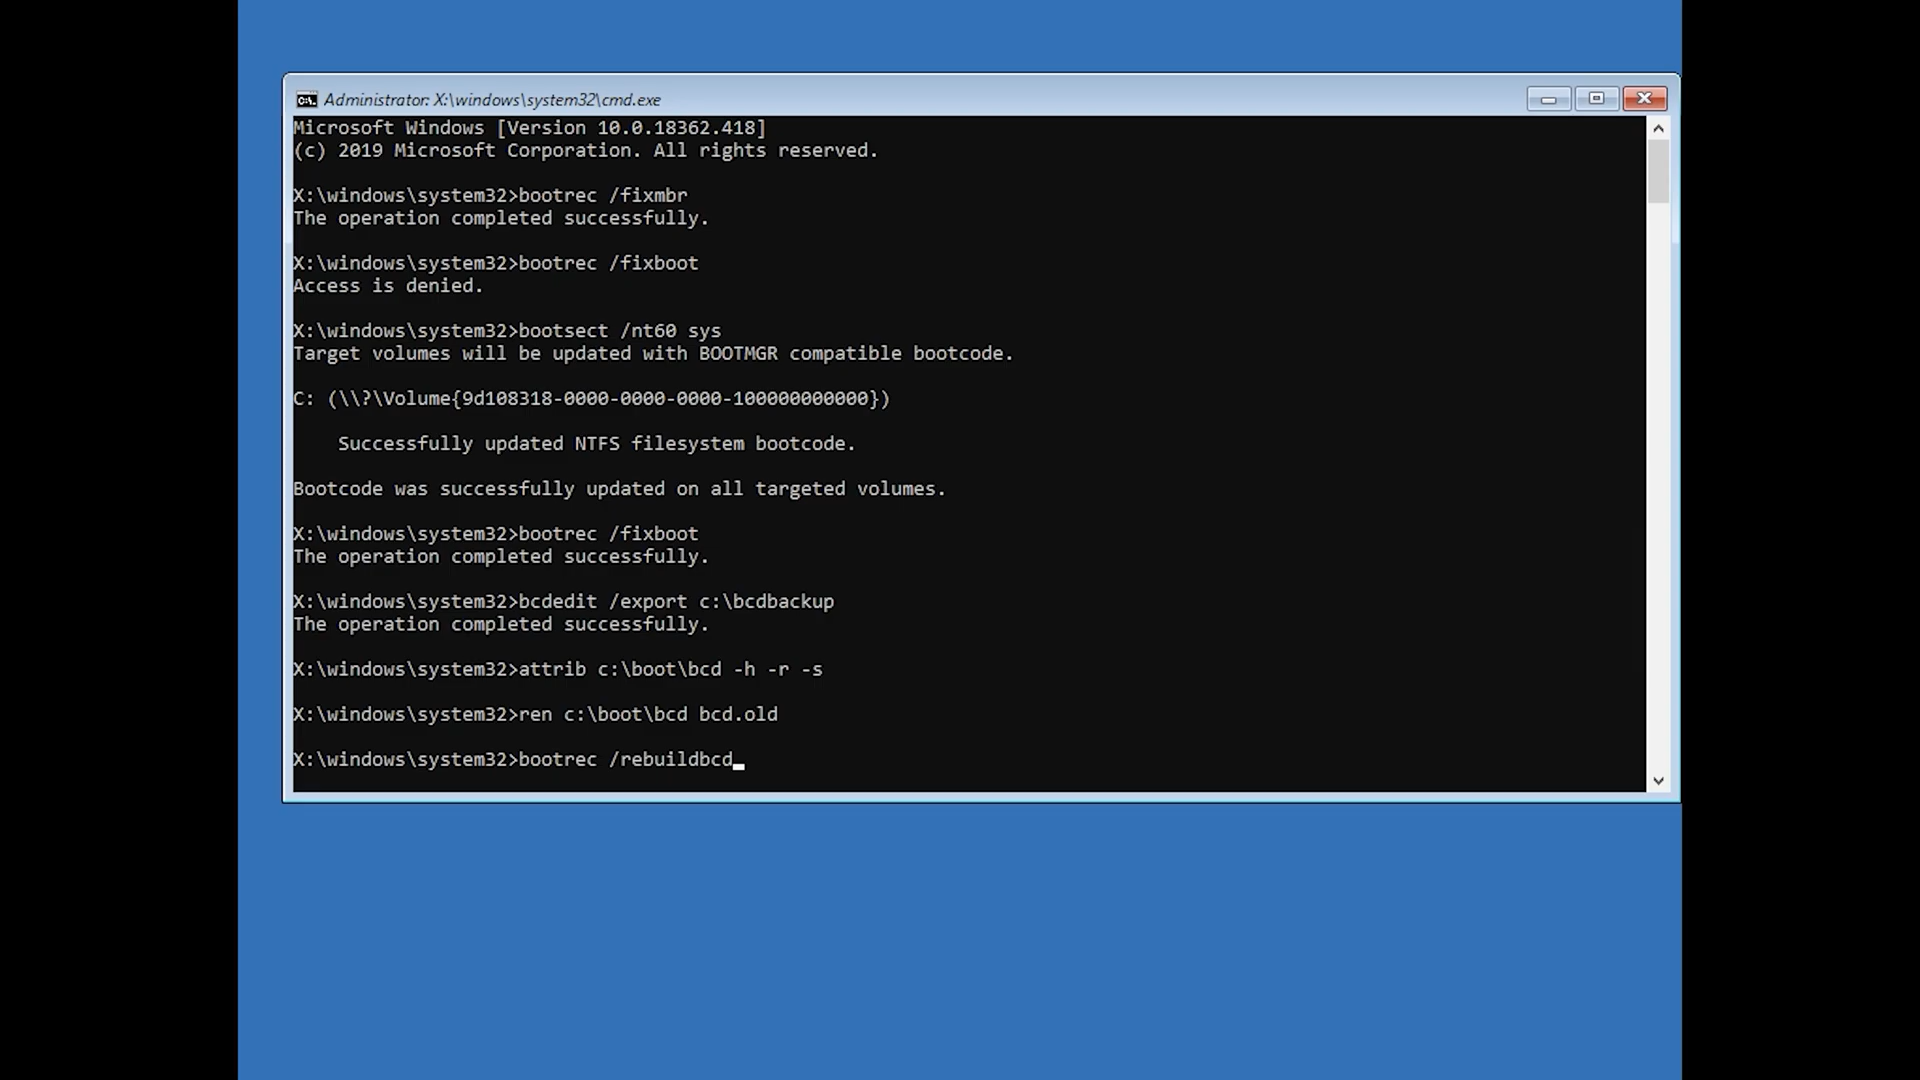 Administrator: X:\windows\system32\cmd.exe
Microsoft Windows [Version 10.0.18362.418]
(c) 2019 Microsoft Corporation. All rights reserved.
X:\windows\system32>bootrec /fixmbr
The operation completed successfully.
X:\windows\system32>bootrec /fixboot
Access is denied.
X:\windows\system32>bootsect /nt60 sys
Target volumes will be updated with BOOTMGR compatible bootcode.
C: (\\?\Volume{9d108318-0000-0000-0000-100000000000})
Successfully updated NTFS filesystem bootcode.
Bootcode was successfully updated on all targeted volumes.
X:\windows\system32>bootrec /fixboot
The operation completed successfully.
X:\windows\system32>bcdedit /export c:\bcdbackup
The operation completed successfully.
X:\windows\system32>attrib c:\boot\bcd -h -r -s
X:\windows\system32>ren c:\boot\bcd bcd.old
X:\windows\system32>bootrec /rebuildbcd